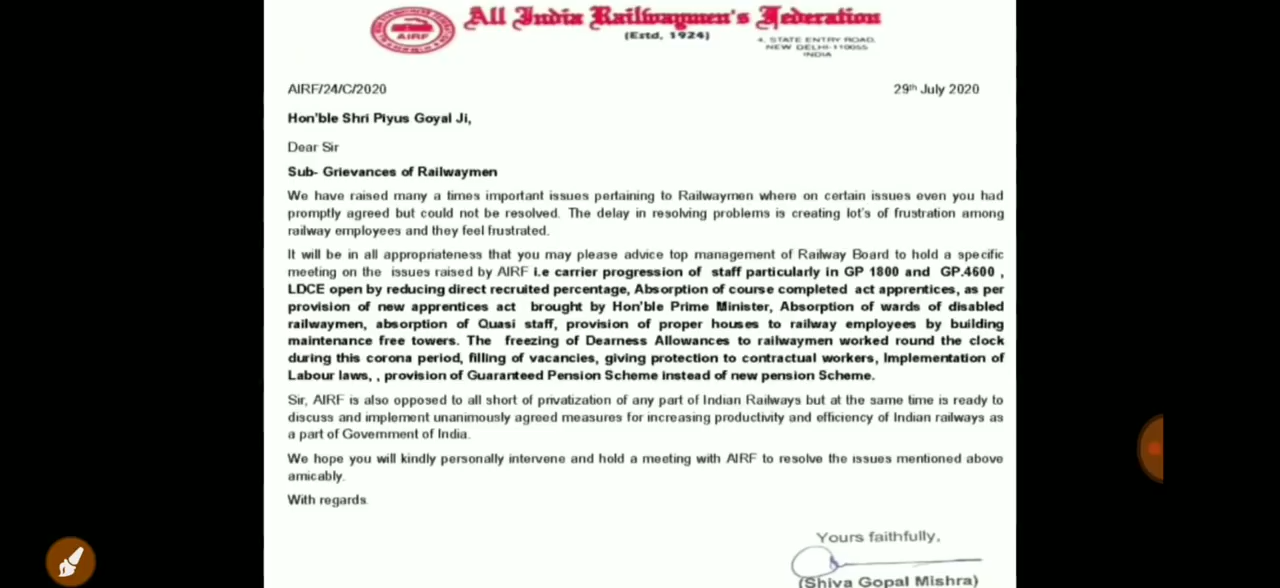 AIRF
All India Railwaymen's Federation
(Estd, 1924)
4, STATE ENTRY ROAD,
NEW DELHI-110055
INDIA
AIRF/24/C/2020
29th July 2020
Hon'ble Shri Piyus Goyal Ji,
Dear Sir
Sub- Grievances of Railwaymen
We have raised many a times important issues pertaining to Railwaymen where on certain issues even you had
promptly agreed but could not be resolved. The delay in resolving problems is creating lot's of frustration among
railway employees and they feel frustrated.
It will be in all appropriateness that you may please advice top management of Railway Board to hold a specific
meeting on the issues raised by AIRF i.e carrier progression of staff particularly in GP 1800 and GP.4600 ,
LDCE open by reducing direct recruited percentage, Absorption of course completed act apprentices, as per
provision of new apprentices act brought by Hon'ble Prime Minister, Absorption of wards of disabled
railwaymen, absorption of Quasi staff, provision of proper houses to railway employees by building
maintenance free towers. The freezing of Dearness Allowances to railwaymen worked round the clock
during this corona period, filling of vacancies, giving protection to contractual workers, Implementation of
Labour laws, , provision of Guaranteed Pension Scheme instead of new pension Scheme.
Sir, AIRF is also opposed to all short of privatization of any part of Indian Railways but at the same time is ready to
discuss and implement unanimously agreed measures for increasing productivity and efficiency of Indian railways as
a part of Government of India.
We hope you will kindly personally intervene and hold a meeting with AIRF to resolve the issues mentioned above
amicably.
With regards
Yours faithfully,
(Shiva Gopal Mishra)